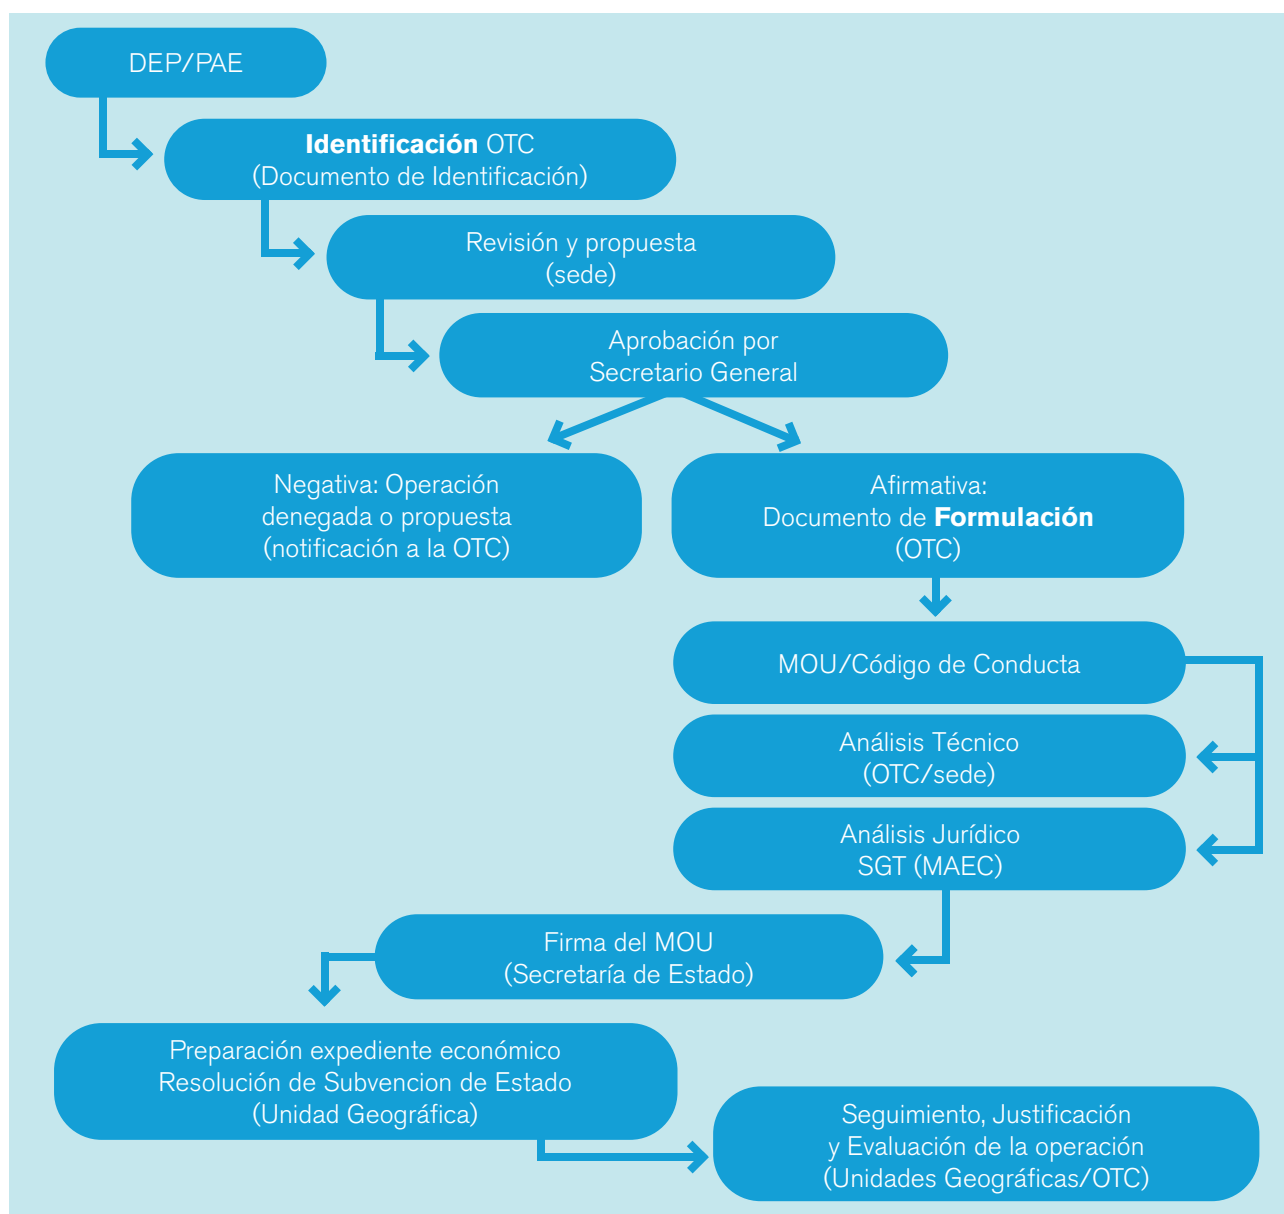 DEP/PAE
Identificación OTC
(Documento de Identificación)
Revisión y propuesta
(sede)
Aprobación por
Secretario General
Negativa: Operación
denegada o propuesta
(notificación a la OTC)
Afirmativa:
Documento de Formulación
(OTC)
MOU/Código de Conducta
Análisis Técnico
(OTC/sede)
Análisis Jurídico
SGT (MAEC)
Firma del MOU
(Secretaría de Estado)
Preparación expediente económico
Resolución de Subvencion de Estado
(Unidad Geográfica)
Seguimiento, Justificación
y Evaluación de la operación
(Unidades Geográficas/OTC)